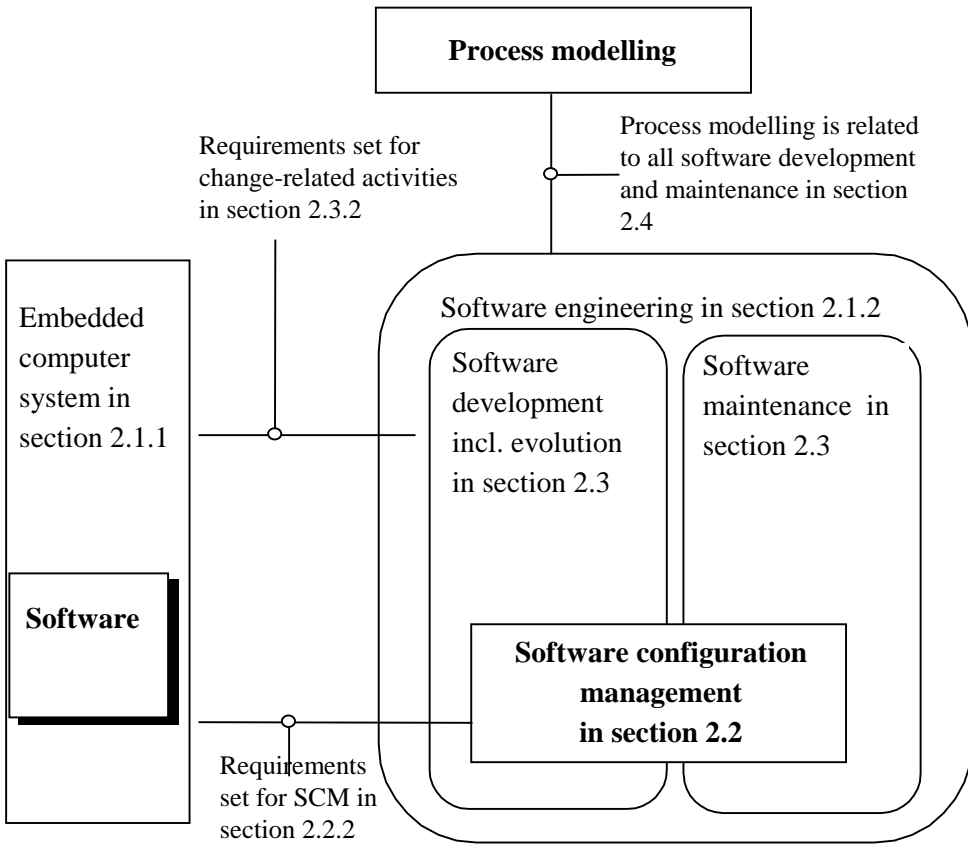 Process modelling
Requirements set for
change-related activities
in section 2.3.2
Process modelling is related
to all software development
and maintenance in section
2.4
Embedded
computer
system in
section 2.1.1
Software engineering in section 2.1.2
Software
development
incl. evolution
in section 2.3
Software
maintenance in
section 2.3
Software
Software configuration
management
in section 2.2
Requirements
set for SCM in
section 2.2.2